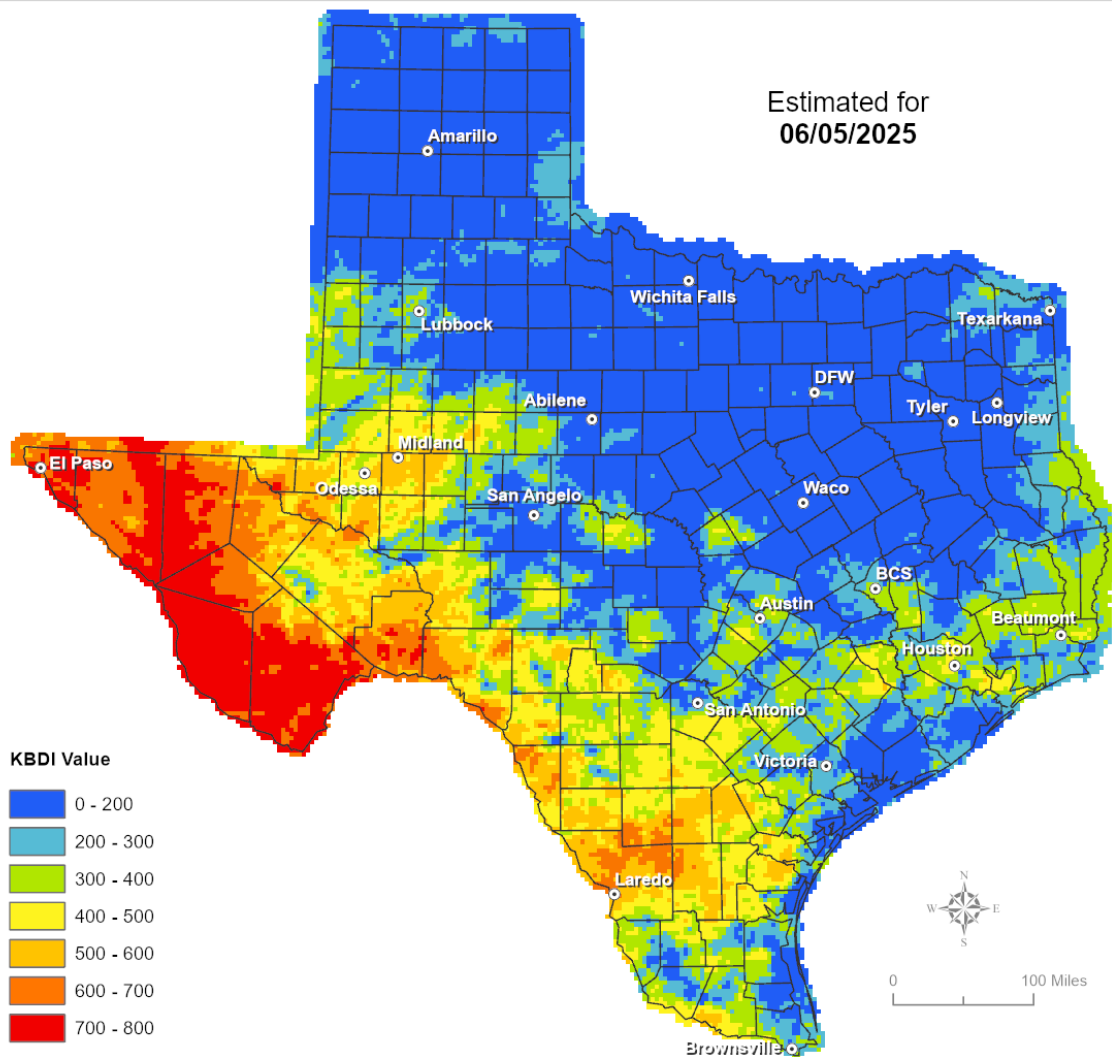 Estimated for
06/05/2025
Amarillo
Wichita Falls
Lubbock
Texarkana
DFW
Abilene
Tyler
Longview
Midland
El Paso
Odessa
San Angelo
Waco
BCS
Austin
Beaumont
Houston
San Antonio
Victoria
KBDI Value
0 - 200
200 - 300
300 - 400
400 - 500
500 - 600
600 - 700
700 - 800
Laredo
N
W E
S
0 100 Miles
Brownsville